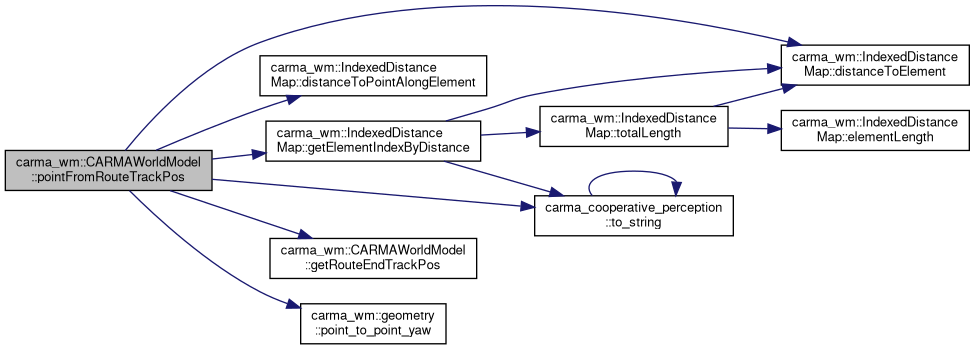 carma_wm::CARMAWorldModel
::pointFromRouteTrackPos
carma_wm::IndexedDistance
Map::distanceToPointAlongElement
carma_wm::IndexedDistance
Map::getElementIndexByDistance
carma_wm::CARMAWorldModel
::getRouteEndTrackPos
carma_wm::geometry
::point_to_point_yaw
carma_wm::IndexedDistance
Map::totalLength
carma_cooperative_perception
::to_string
carma_wm::IndexedDistance
Map::distanceToElement
carma_wm::IndexedDistance
Map::elementLength